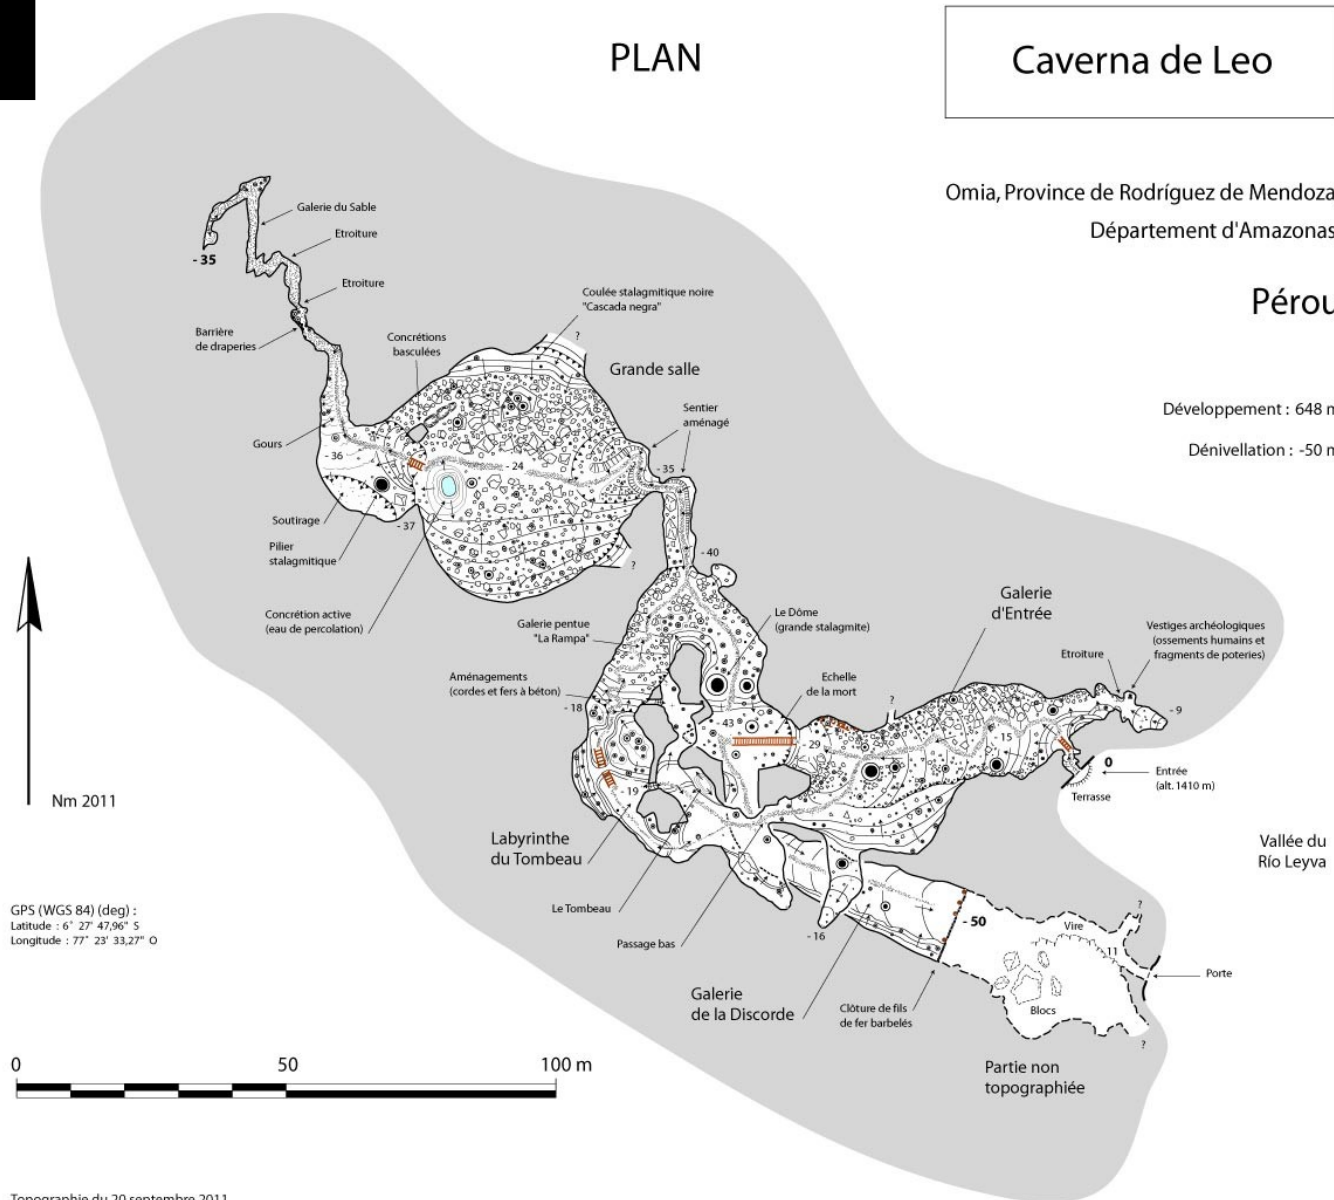 PLAN
Caverna de Leo
Omia, Province de Rodríguez de Mendoza
Département d'Amazonas
Pérou
Développement : 648 m
Dénivellation : -50 m
Galerie du Sable
Etroiture
- 35
Etroiture
Barrière
de draperies
Concrétions
basculées
Coulée stalagmitique noire
"Cascada negra"
?
Grande salle
Sentier
aménagé
Gours
- 36
- 24
- 35
Soutirage
- 37
Pilier
stalagmitique
- 40
?
Concrétion active
(eau de percolation)
Galerie pentue
"La Rampa"
Le Dôme
(grande stalagmite)
Galerie
d'Entrée
Vestiges archéologiques
(ossements humains et
fragments de poteries)
Etroiture
Aménagements
(cordes et fers à béton)
Echelle
de la mort
- 18
?
- 9
- 43
- 29
- 15
0
Entrée
(alt. 1410 m)
Terrasse
- 19
Nm 2011
Labyrinthe
du Tombeau
Vallée du
Río Leyva
Le Tombeau
Passage bas
- 16
- 50
?
Vire
- 11
Porte
GPS (WGS 84) (deg) :
Latitude : 6° 27' 47,96" S
Longitude : 77° 23' 33,27" O
Galerie
de la Discorde
Clôture de fils
de fer barbelés
Blocs
?
Partie non
topographiée
0 50 100 m
Topographie du 20 septembre 2011